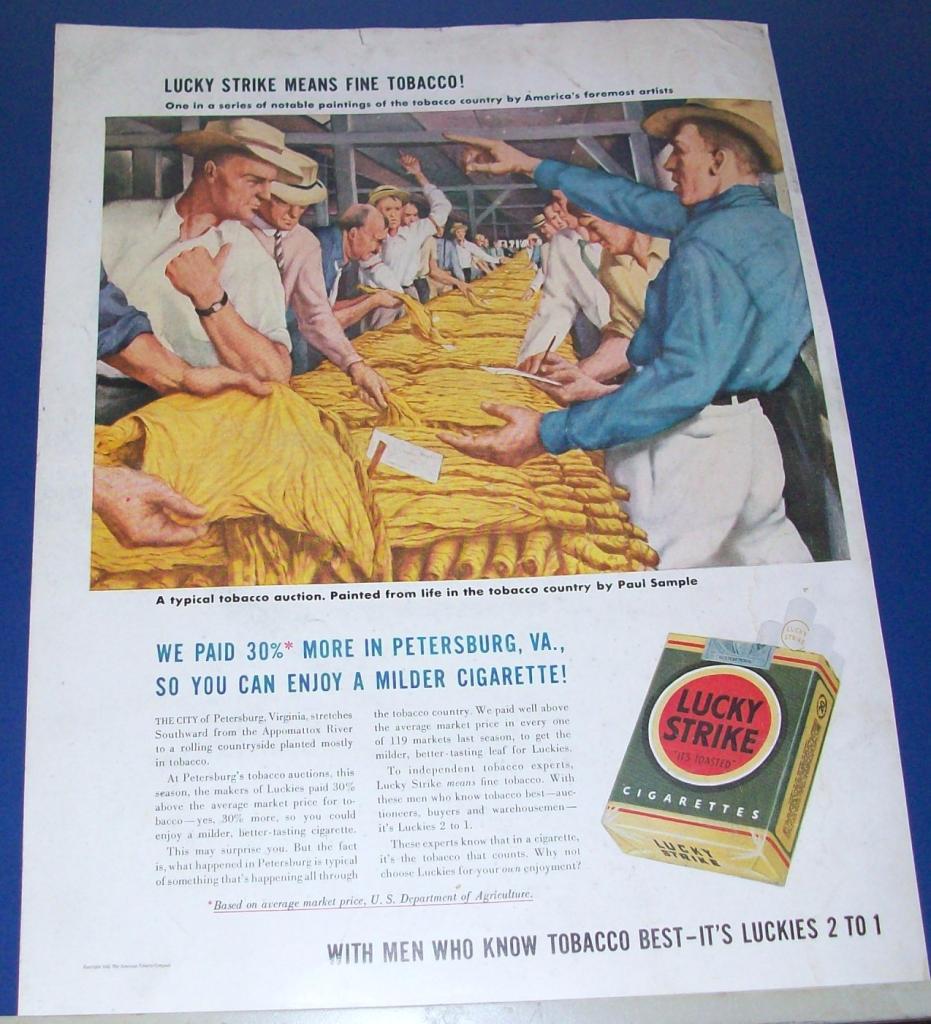 LUCKY STRIKE MEANS FINE TOBACCO!
One in a series of notable paintings of the tobacco country by America's foremost artists
A typical tobacco auction. Painted from life in the tobacco country by Paul Sample
WE PAID 30%* MORE IN PETERSBURG, VA.,
SO YOU CAN ENJOY A MILDER CIGARETTE!
THE CITY of Petersburg, Virginia, stretches
Southward from the Appomattox River
to a rolling countryside planted mostly
in tobacco.
At Petersburg's tobacco auctions, this
season, the makers of Luckies paid 30%
above the average market price for to-
bacco—yes, 30% more, so you could
enjoy a milder, better-tasting cigarette.
This may surprise you. But the fact
is, what happened in Petersburg is typical
of something that's happening all through
the tobacco country. We paid well above
the average market price in every one
of 119 markets last season, to get the
milder, better-tasting leaf for Luckies.
To independent tobacco experts,
Lucky Strike means fine tobacco. With
these men who know tobacco best—auc-
tioneers, buyers and warehousemen—
it's Luckies 2 to 1.
These experts know that in a cigarette,
it's the tobacco that counts. Why not
choose Luckies for your own enjoyment?
*Based on average market price, U. S. Department of Agriculture.
LUCKY
STRIKE
LUCKY
STRIKE
"IT'S TOASTED"
CIGARETTES
LUCKY
STRIKE
WITH MEN WHO KNOW TOBACCO BEST—IT'S LUCKIES 2 TO 1
The American Tobacco Company